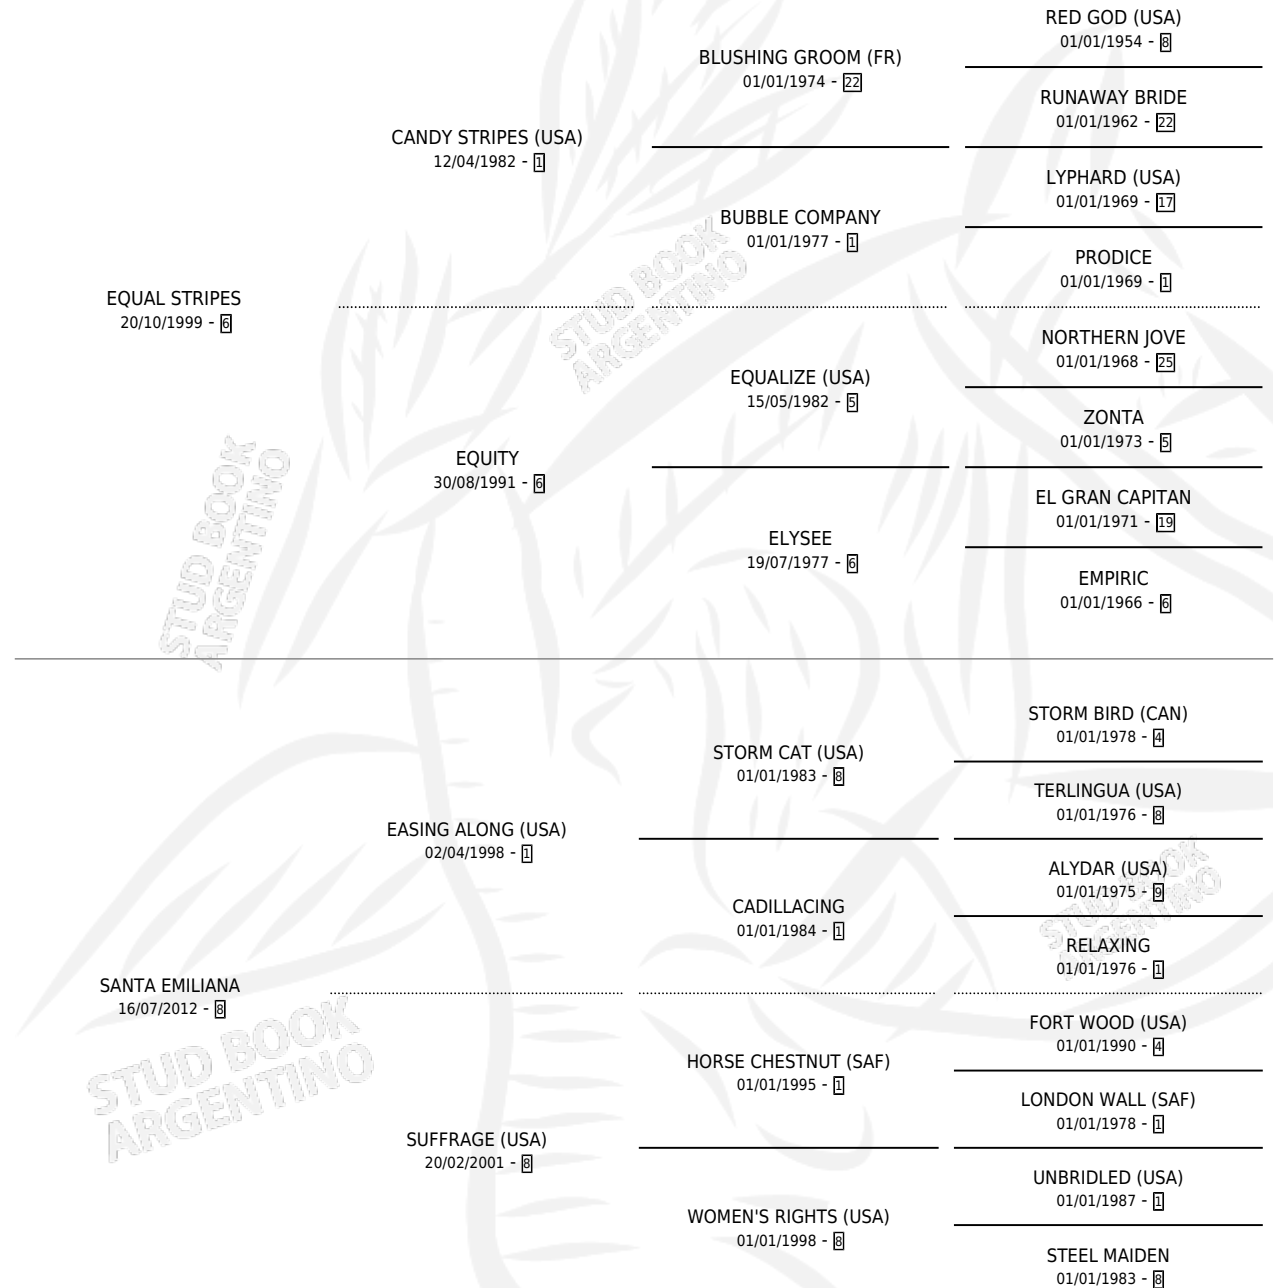 RED GOD (USA)
01/01/1954 - 8
BLUSHING GROOM (FR)
01/01/1974 - 22
RUNAWAY BRIDE
01/01/1962 - 22
CANDY STRIPES (USA)
12/04/1982 - 1
LYPHARD (USA)
01/01/1969 - 17
BUBBLE COMPANY
01/01/1977 - 1
PRODICE
01/01/1969 - 1
EQUAL STRIPES
20/10/1999 - 6
STUD BOOK
ARGENTINO
NORTHERN JOVE
01/01/1968 - 25
EQUALIZE (USA)
15/05/1982 - 5
ZONTA
01/01/1973 - 5
EQUITY
30/08/1991 - 6
EL GRAN CAPITAN
01/01/1971 - 19
ELYSEE
19/07/1977 - 6
EMPIRIC
01/01/1966 - 6
STUD BOOK
ARGENTINO
STORM BIRD (CAN)
01/01/1978 - 4
STORM CAT (USA)
01/01/1983 - 8
TERLINGUA (USA)
01/01/1976 - 8
EASING ALONG (USA)
02/04/1998 - 1
ALYDAR (USA)
01/01/1975 - 9
STUD BOOK
ARGENTINO
CADILLACING
01/01/1984 - 1
RELAXING
01/01/1976 - 1
SANTA EMILIANA
16/07/2012 - 8
STUD BOOK
ARGENTINO
FORT WOOD (USA)
01/01/1990 - 4
HORSE CHESTNUT (SAF)
01/01/1995 - 1
LONDON WALL (SAF)
01/01/1978 - 1
SUFFRAGE (USA)
20/02/2001 - 8
UNBRIDLED (USA)
01/01/1987 - 1
WOMEN'S RIGHTS (USA)
01/01/1998 - 8
STEEL MAIDEN
01/01/1983 - 8